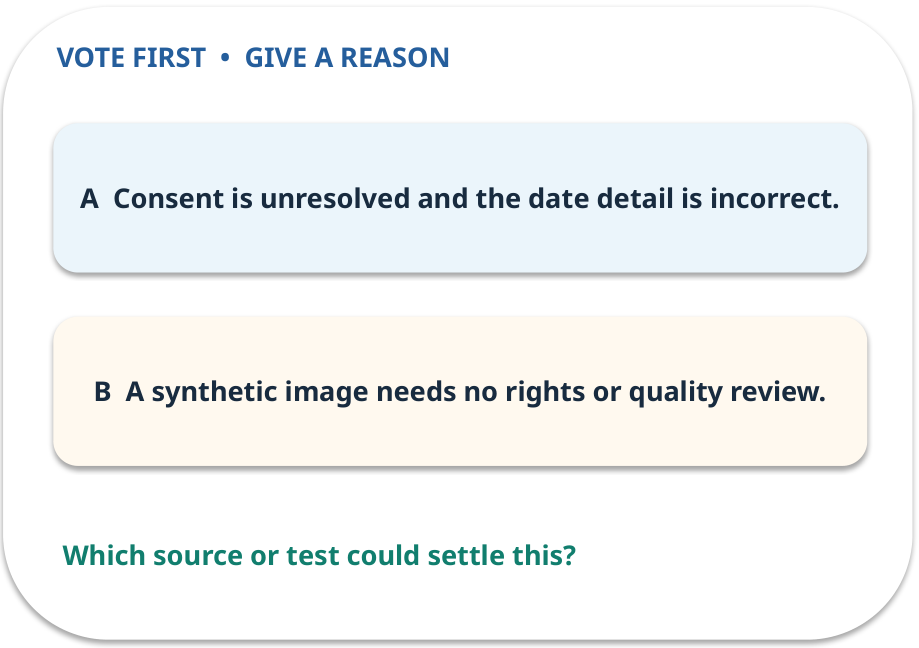 VOTE FIRST • GIVE A REASON
A Consent is unresolved and the date detail is incorrect.
B A synthetic image needs no rights or quality review.
Which source or test could settle this?